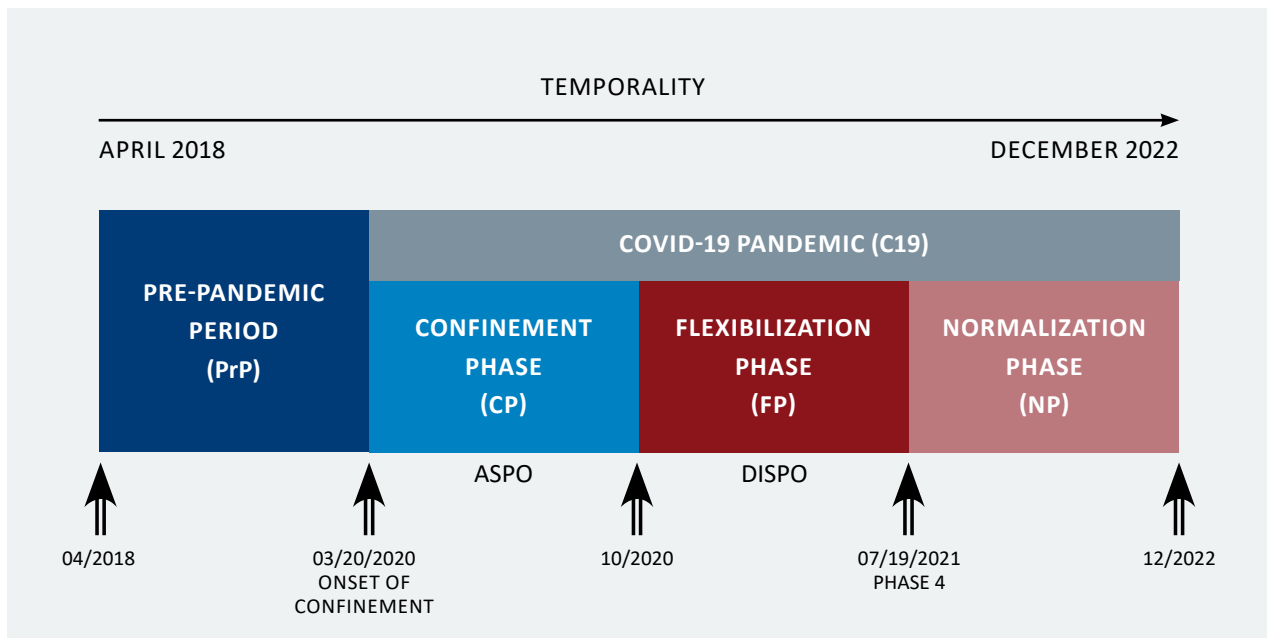 TEMPORALITY
APRIL 2018
DECEMBER 2022
PRE-PANDEMIC
PERIOD
(PrP)
COVID-19 PANDEMIC (C19)
CONFINEMENT
PHASE
(CP)
FLEXIBILIZATION
PHASE
(FP)
NORMALIZATION
PHASE
(NP)
ASPO
DISPO
04/2018
03/20/2020
ONSET OF
CONFINEMENT
10/2020
07/19/2021
PHASE 4
12/2022